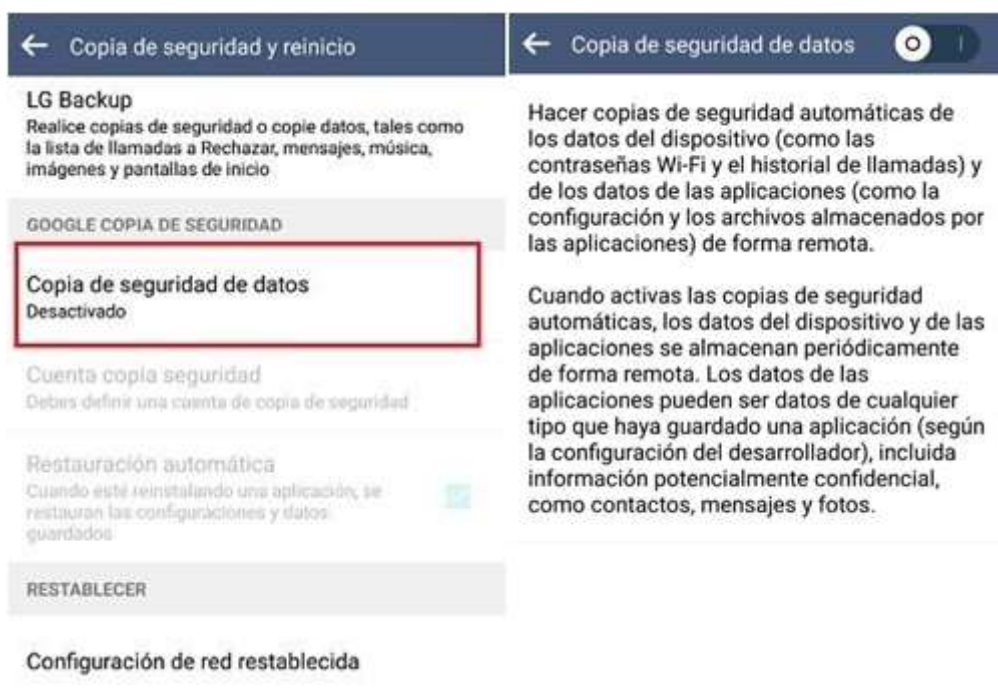 Copia de seguridad y reinicio
LG Backup
Realice copias de seguridad o copie datos, tales como
la lista de llamadas a Rechazar, mensajes, música,
imágenes y pantallas de inicio
GOOGLE COPIA DE SEGURIDAD
Copia de seguridad de datos
Desactivado
Cuenta copia seguridad
Debes definir una cuenta de copia de seguridad
Restauración automática
Cuando esté reinstalando una aplicación, se
restauran las configuraciones y datos
guardados
RESTABLECER
Configuración de red restablecida
Copia de seguridad de datos
Hacer copias de seguridad automáticas de
los datos del dispositivo (como las
contraseñas Wi-Fi y el historial de llamadas) y
de los datos de las aplicaciones (como la
configuración y los archivos almacenados por
las aplicaciones) de forma remota.
Cuando activas las copias de seguridad
automáticas, los datos del dispositivo y de las
aplicaciones se almacenan periódicamente
de forma remota. Los datos de las
aplicaciones pueden ser datos de cualquier
tipo que haya guardado una aplicación (según
la configuración del desarrollador), incluida
información potencialmente confidencial,
como contactos, mensajes y fotos.